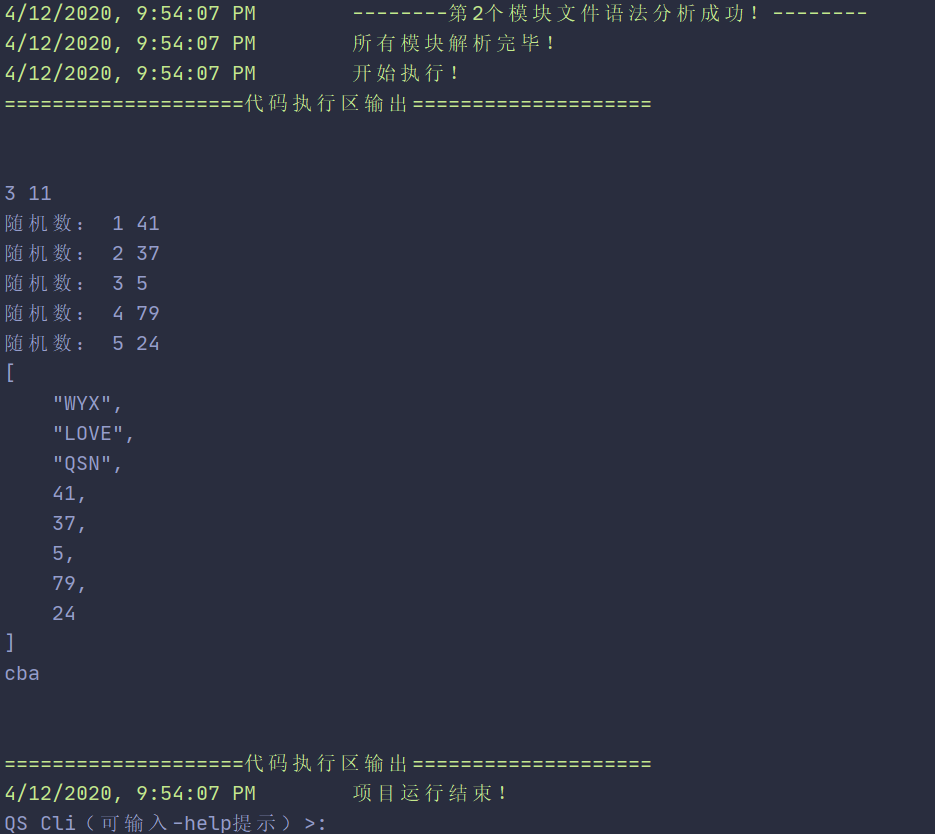 4/12/2020, 9:54:07 PM        --------第2个模块文件语法分析成功！--------
4/12/2020, 9:54:07 PM        所有模块解析完毕！
4/12/2020, 9:54:07 PM        开始执行！
====================代码执行区输出====================
3 11
随机数： 1 41
随机数： 2 37
随机数： 3 5
随机数： 4 79
随机数： 5 24
[
    "WYX",
    "LOVE",
    "QSN",
    41,
    37,
    5,
    79,
    24
]
cba
====================代码执行区输出====================
4/12/2020, 9:54:07 PM        项目运行结束！
QS Cli（可输入-help提示）>: